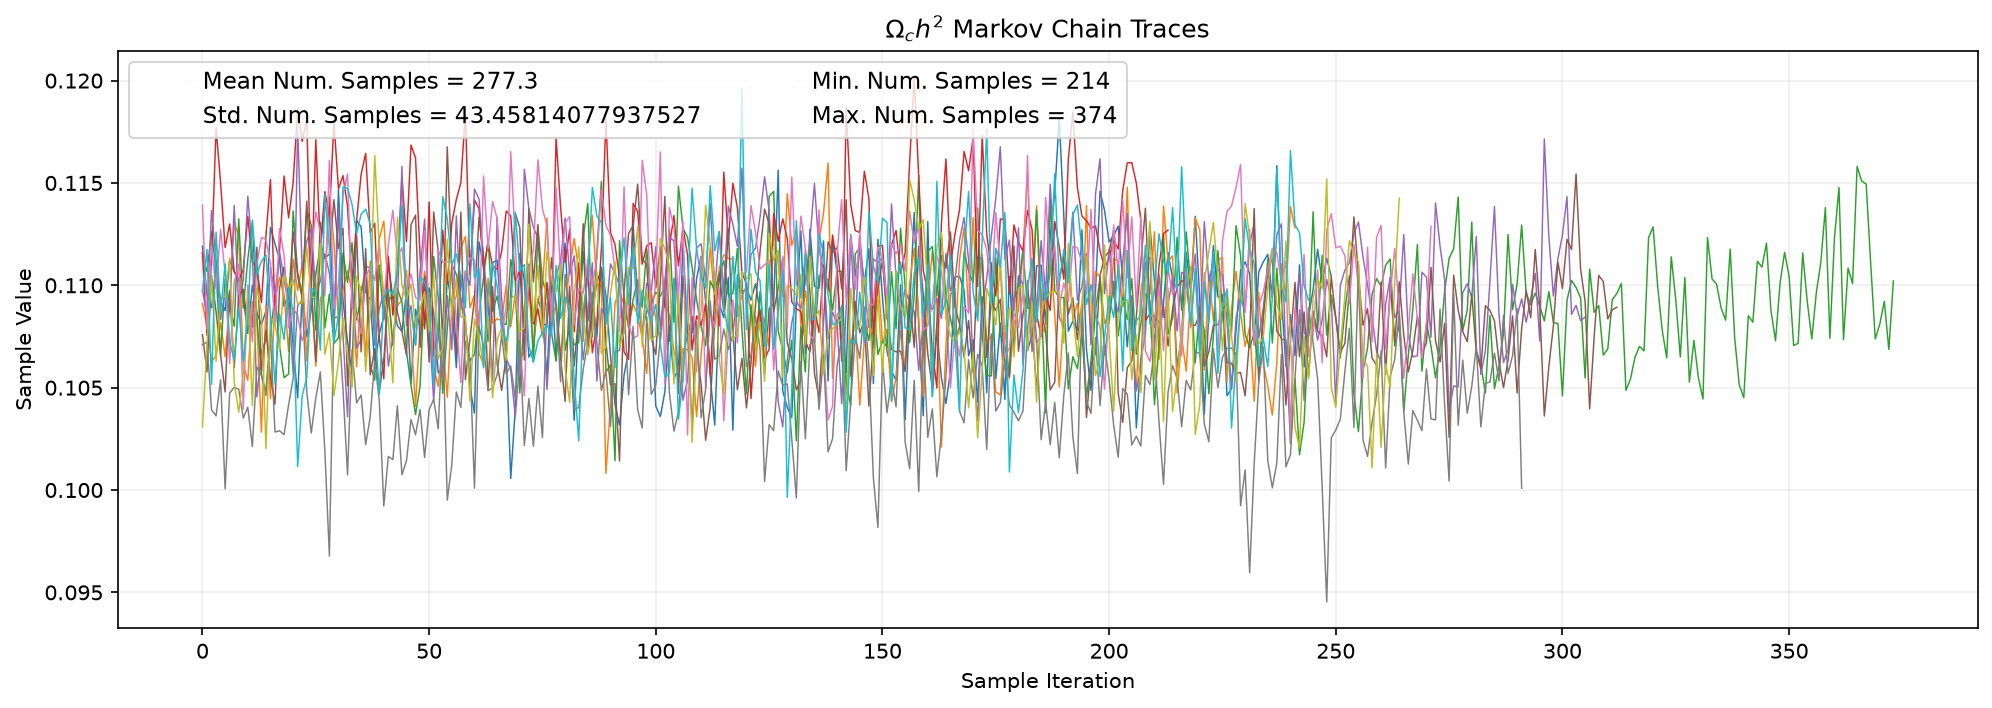 Ω_c h² Markov Chain Traces
Mean Num. Samples = 277.3
Std. Num. Samples = 43.45814077937527
Min. Num. Samples = 214
Max. Num. Samples = 374
Sample Value
0.120
0.115
0.110
0.105
0.100
0.095
0 50 100 150 200 250 300 350
Sample Iteration